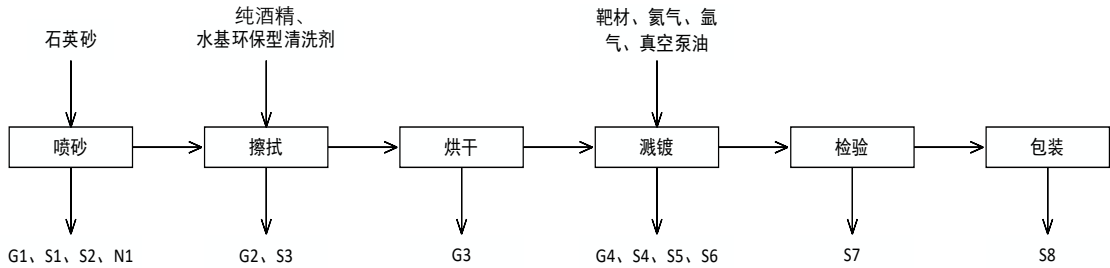 石英砂
纯酒精、
水基环保型清洗剂
靶材、氦气、氩
气、真空泵油
喷砂
擦拭
烘干
溅镀
检验
包装
G1、S1、S2、N1
G2、S3
G3
G4、S4、S5、S6
S7
S8